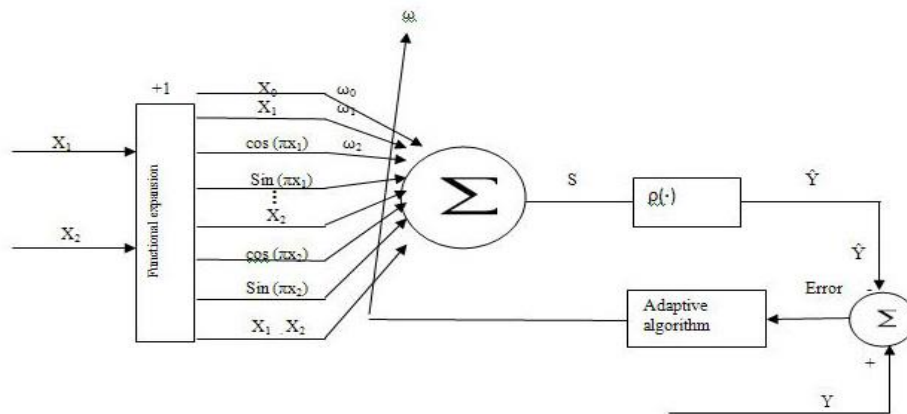 ω
+1
X₀
ω₀
X₁
ω₁
X₁
cos (πx₁)
ω₂
Sin (πx₁)
⋮
X₂
X₂
cos (πx₂)
Sin (πx₂)
X₁ . X₂
Functional expansion
Σ
S
ρ(·)
Ŷ
Ŷ
Error
-
Σ
+
Adaptive
algorithm
Y